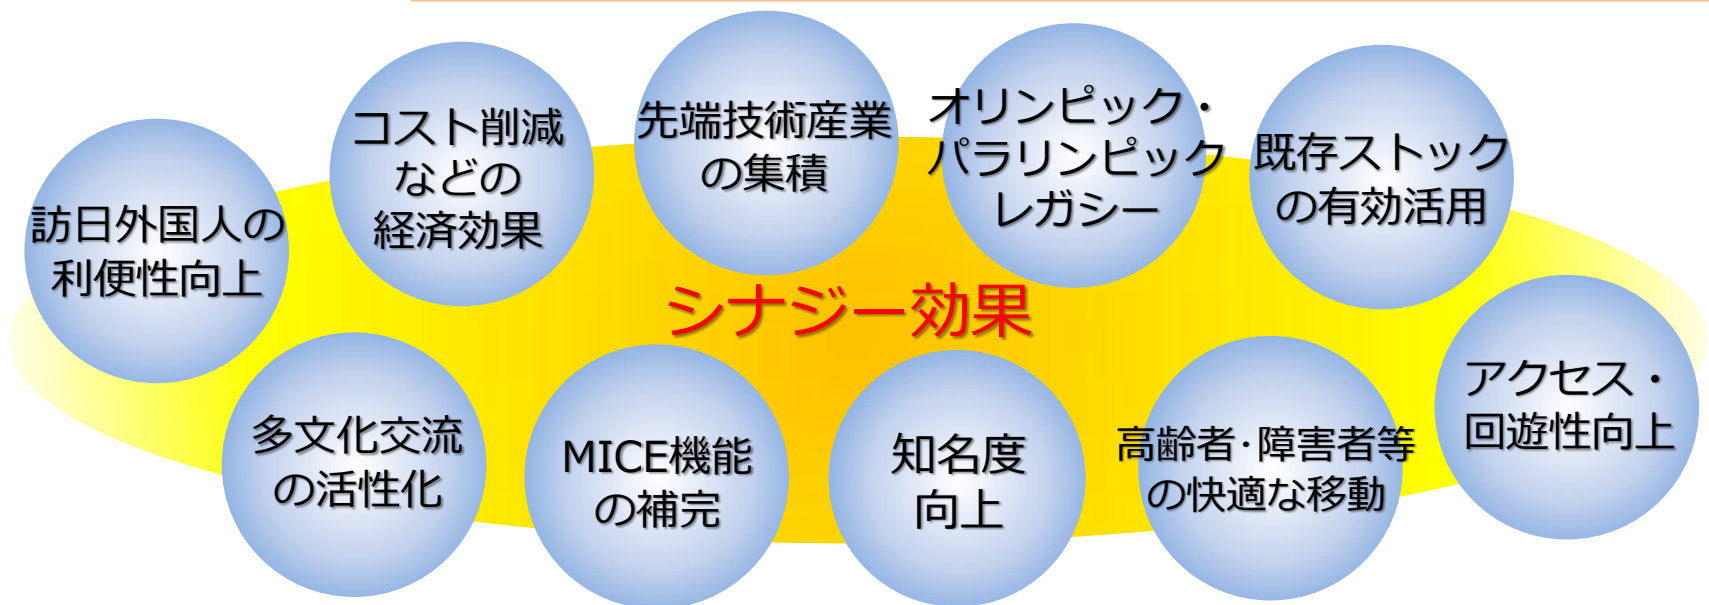 訪日外国人の
利便性向上
コスト削減
などの
経済効果
先端技術産業
の集積
オリンピック・
パラリンピック
レガシー
既存ストック
の有効活用
シナジー効果
多文化交流
の活性化
MICE機能
の補完
知名度
向上
高齢者・障害者等
の快適な移動
アクセス・
回遊性向上